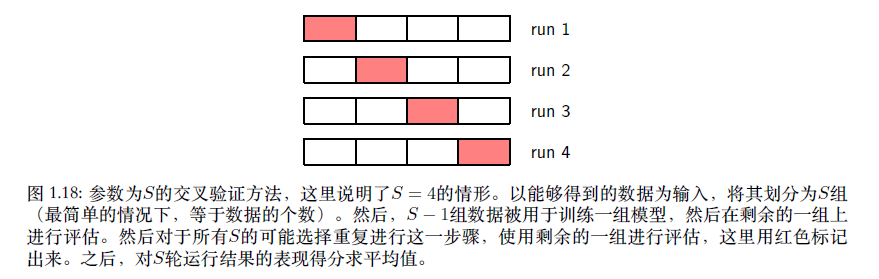 run 1
run 2
run 3
run 4
图 1.18: 参数为S的交叉验证方法，这里说明了S = 4的情形。以能够得到的数据为输入，将其划分为S组
（最简单的情况下，等于数据的个数）。然后，S − 1组数据被用于训练一组模型，然后在剩余的一组上
进行评估。然后对于所有S的可能选择重复进行这一步骤，使用剩余的一组进行评估，这里用红色标记
出来。之后，对S轮运行结果的表现得分求平均值。